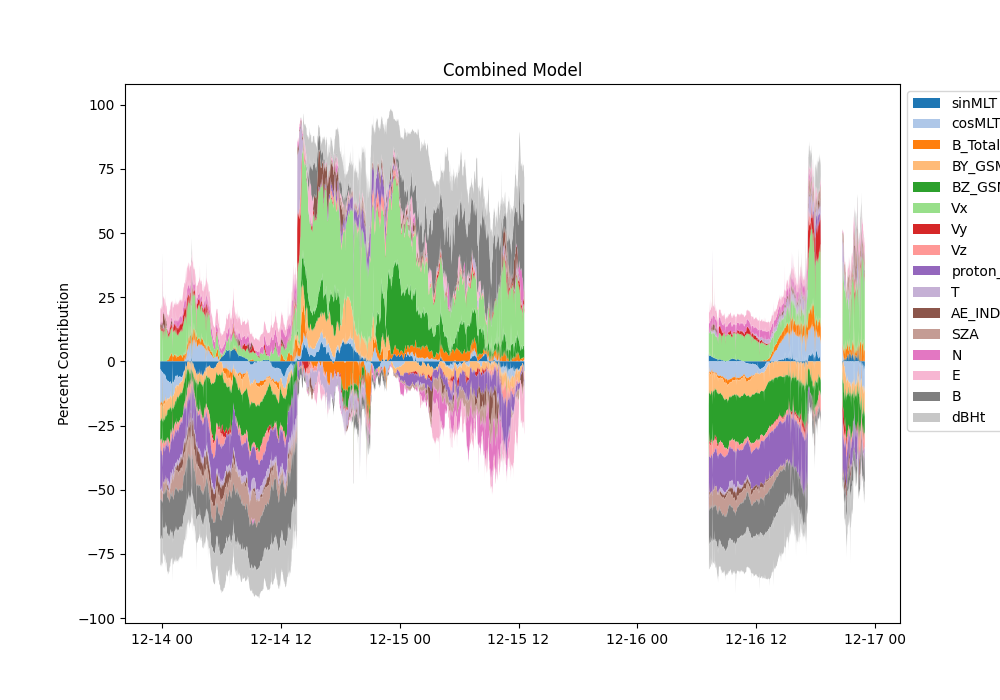 Combined Model
Percent Contribution
100
75
50
25
0
−25
−50
−75
−100
12-14 00
12-14 12
12-15 00
12-15 12
12-16 00
12-16 12
12-17 00
sinMLT
cosMLT
B_Total
BY_GSM
BZ_GSM
Vx
Vy
Vz
proton_
T
AE_IND
SZA
N
E
B
dBHt